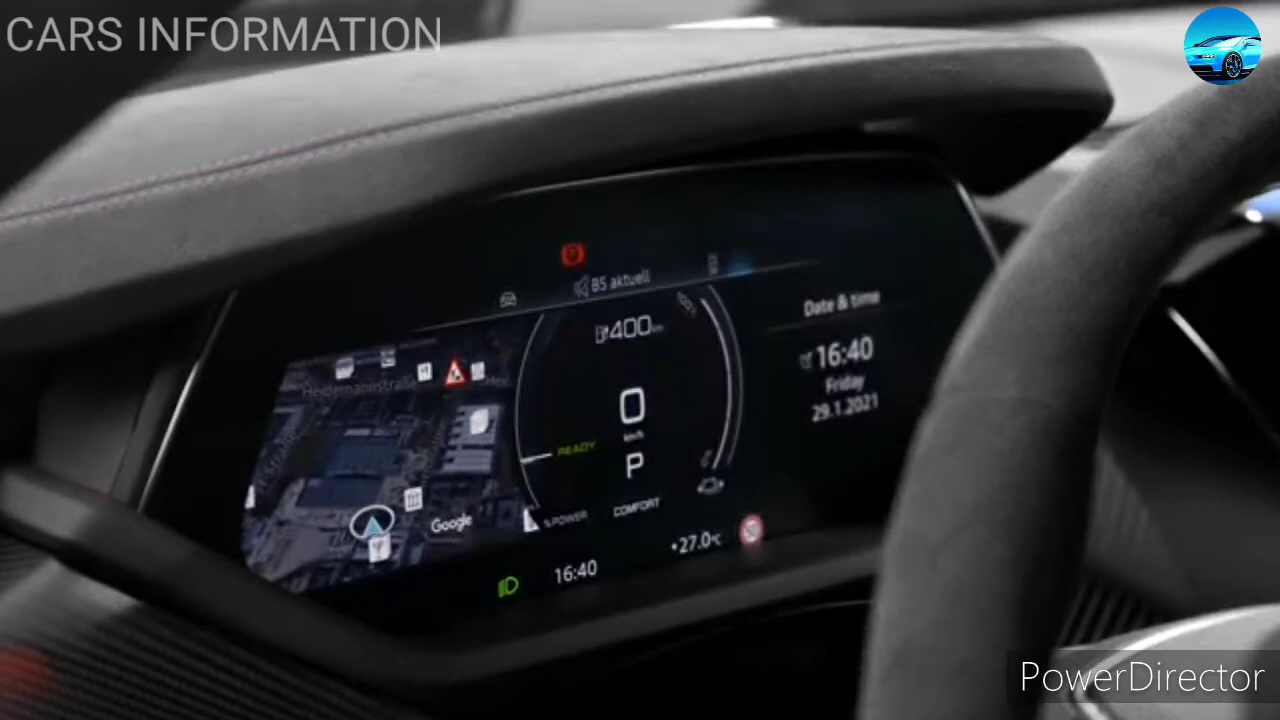 CARS INFORMATION
B5 aktuell
Date & time
400km
16:40
Friday
29.1.2021
Heidemannstraße
0
km/h
READY
P
Google
% POWER
COMFORT
16:40
+27.0°C
PowerDirector